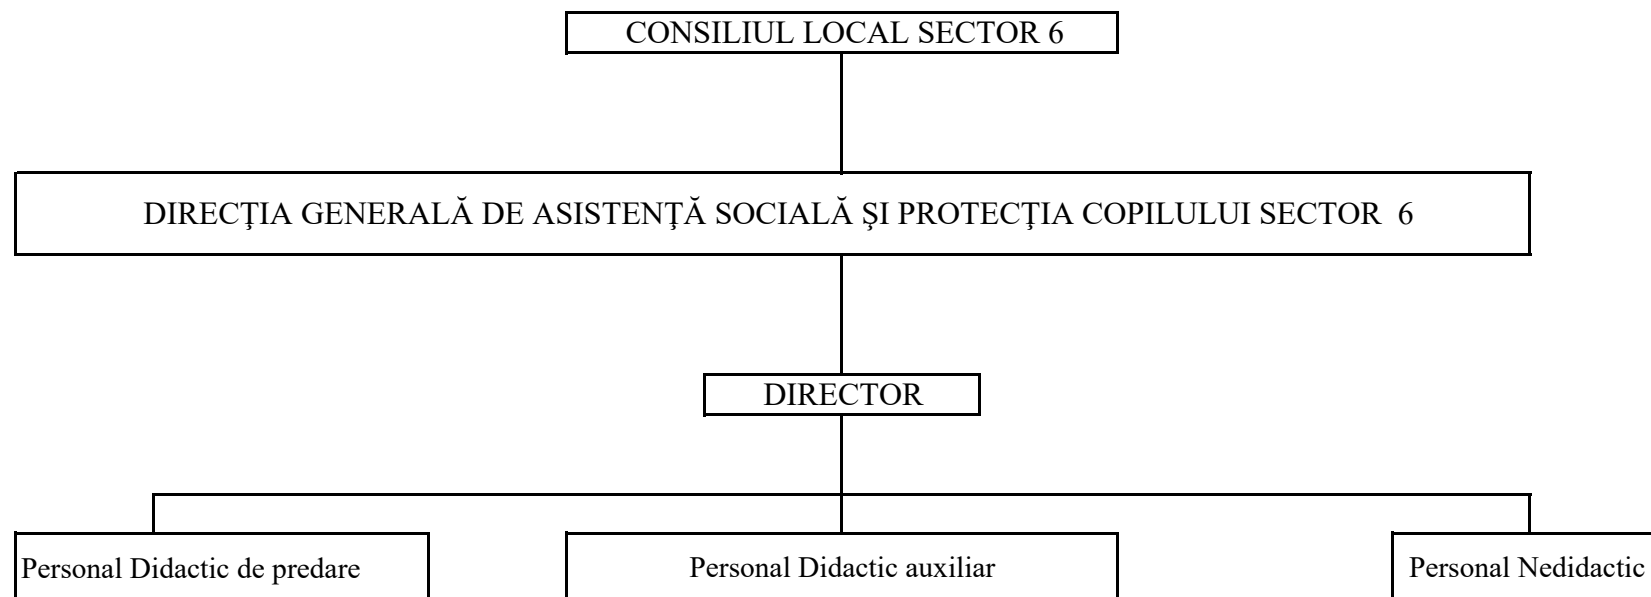 CONSILIUL LOCAL SECTOR 6
DIRECŢIA GENERALĂ DE ASISTENŢĂ SOCIALĂ ŞI PROTECŢIA COPILULUI SECTOR 6
DIRECTOR
Personal Didactic de predare
Personal Didactic auxiliar
Personal Nedidactic